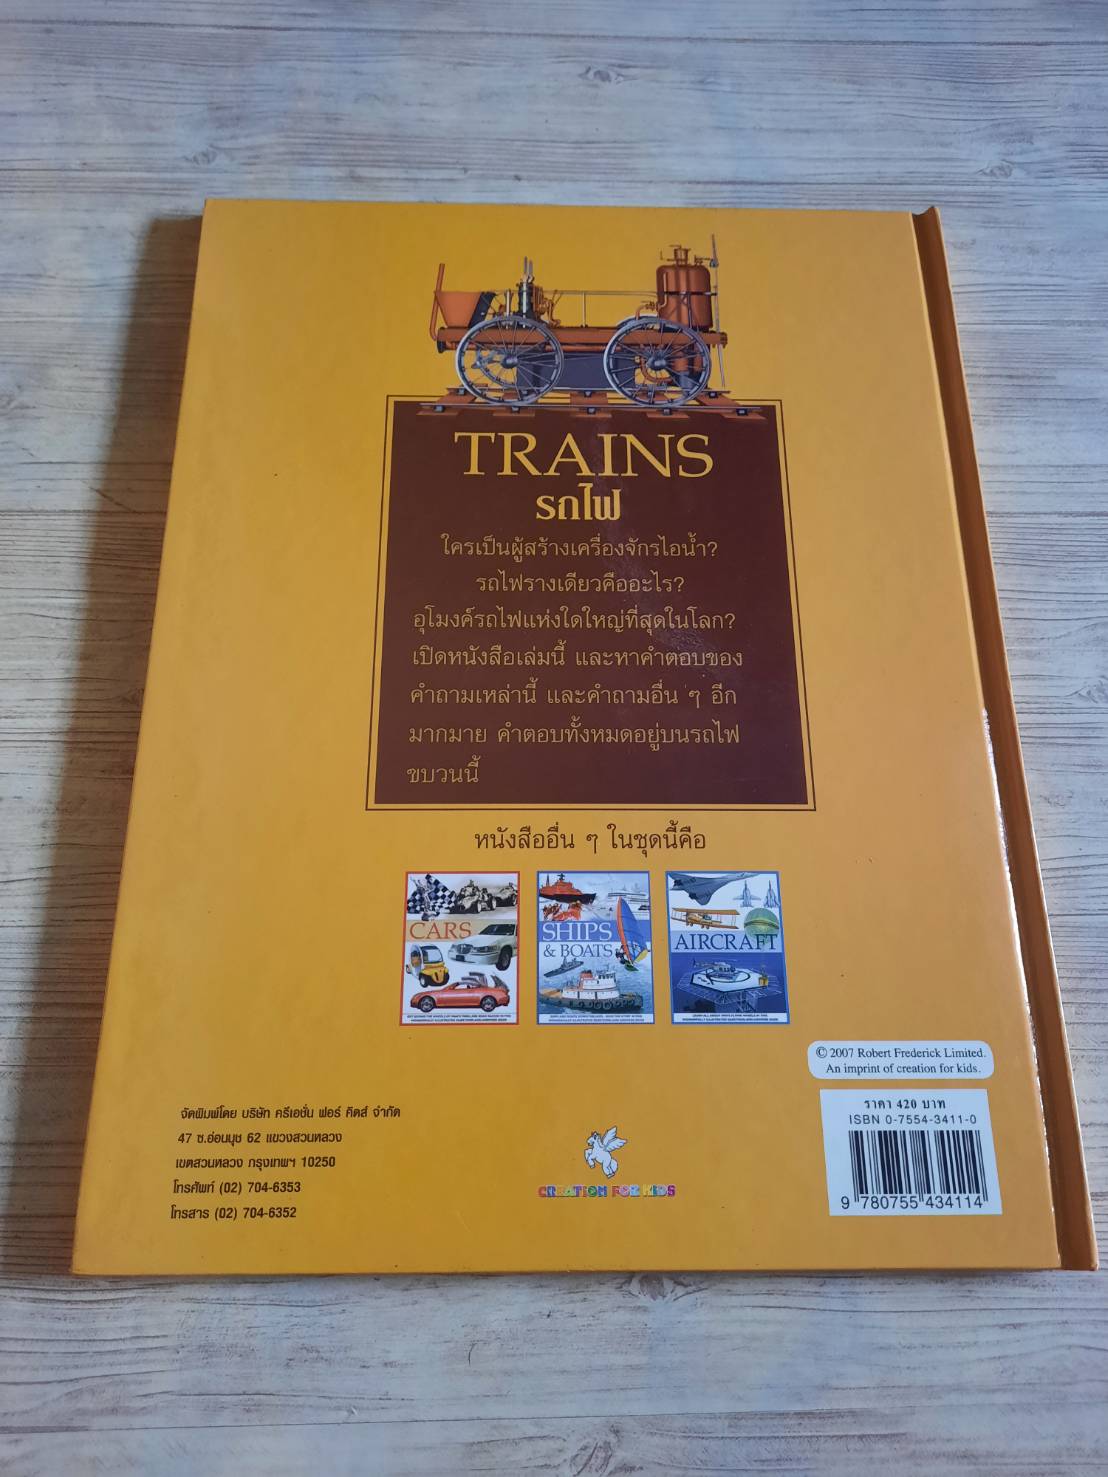 TRAINS
รถไฟ
ใครเป็นผู้สร้างเครื่องจักรไอน้ำ?
รถไฟรางเดียวคืออะไร?
อุโมงค์รถไฟแห่งใดใหญ่ที่สุดในโลก?
เปิดหนังสือเล่มนี้ และหาคำตอบของ
คำถามเหล่านี้ และคำถามอื่น ๆ อีก
มากมาย คำตอบทั้งหมดอยู่บนรถไฟ
ขบวนนี้
หนังสืออื่น ๆ ในชุดนี้คือ
CARS
SHIPS
& BOATS
AIRCRAFT
© 2007 Robert Frederick Limited.
An imprint of creation for kids.
จัดพิมพ์โดย บริษัท ครีเอชั่น ฟอร์ คิดส์ จำกัด
47 ซ.อ่อนนุช 62 แขวงสวนหลวง
เขตสวนหลวง กรุงเทพฯ 10250
โทรศัพท์ (02) 704-6353
โทรสาร (02) 704-6352
CREATION FOR KIDS
ราคา 420 บาท
ISBN 0-7554-3411-0
9 780755 434114